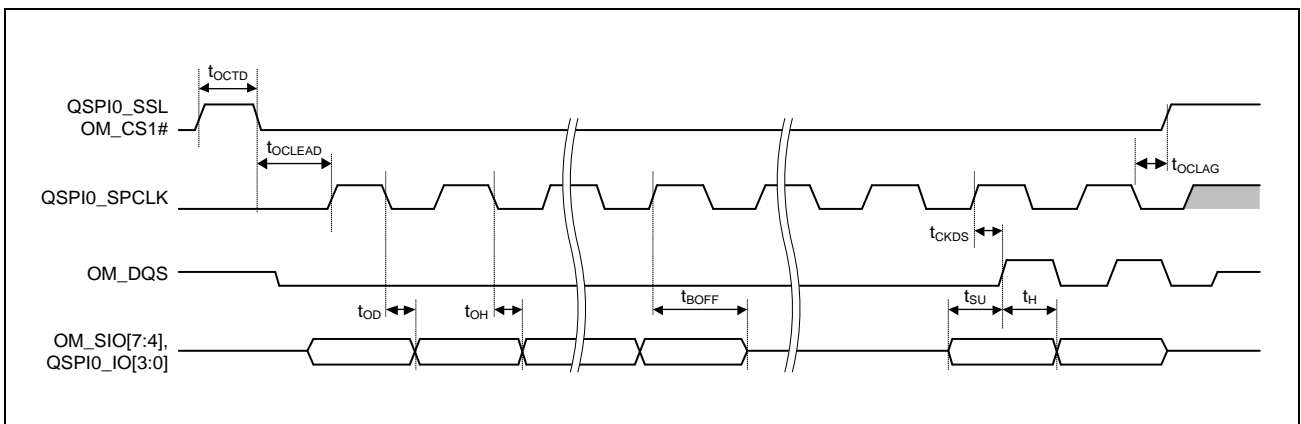 tOCTD
QSPI0_SSL
OM_CS1#
tOCLEAD
tOCLAG
QSPI0_SPCLK
tCKDS
OM_DQS
tOD
tOH
tBOFF
tSU
tH
OM_SIO[7:4],
QSPI0_IO[3:0]